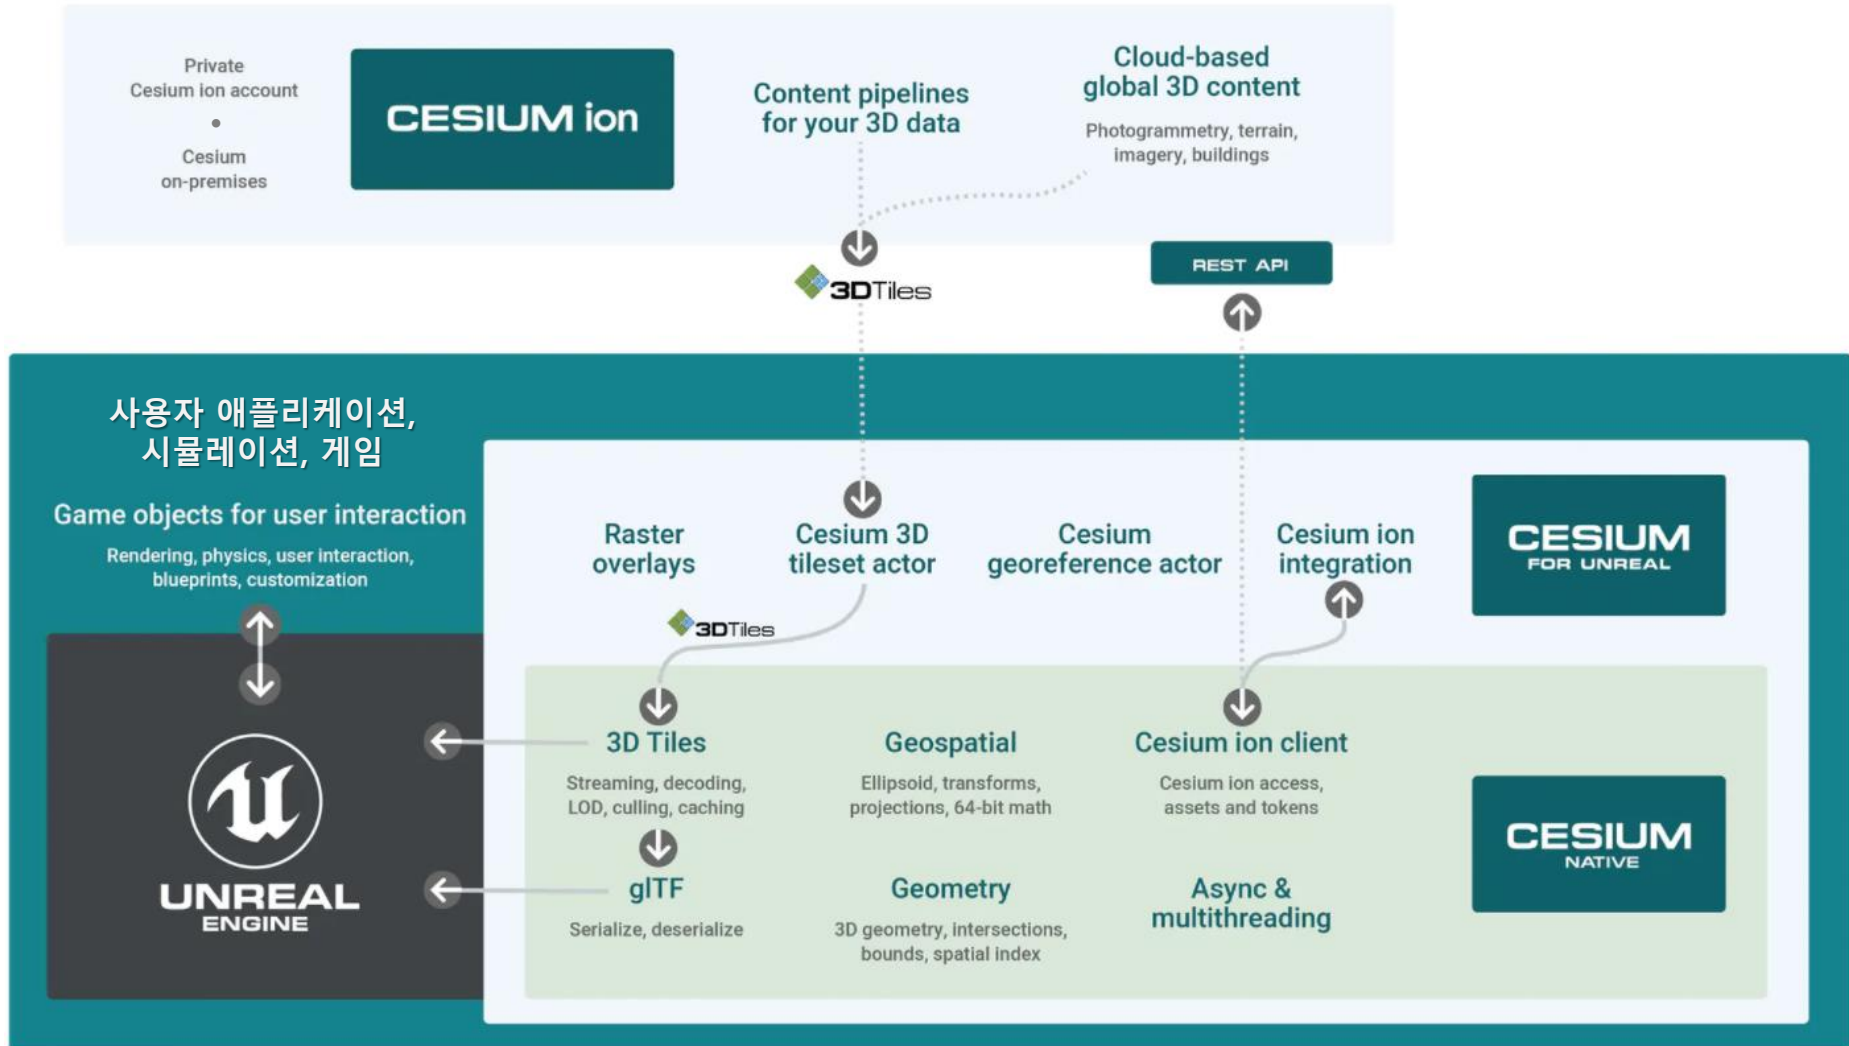 Private
Cesium ion account
•
Cesium
on-premises
CESIUM ion
Content pipelines
for your 3D data
Cloud-based
global 3D content
Photogrammetry, terrain,
imagery, buildings
3DTiles
REST API
사용자 애플리케이션,
시뮬레이션, 게임
Game objects for user interaction
Rendering, physics, user interaction,
blueprints, customization
UNREAL
ENGINE
Raster
overlays
Cesium 3D
tileset actor
Cesium
georeference actor
Cesium ion
integration
CESIUM
FOR UNREAL
3DTiles
3D Tiles
Streaming, decoding,
LOD, culling, caching
Geospatial
Ellipsoid, transforms,
projections, 64-bit math
Cesium ion client
Cesium ion access,
assets and tokens
glTF
Serialize, deserialize
Geometry
3D geometry, intersections,
bounds, spatial index
Async &
multithreading
CESIUM
NATIVE